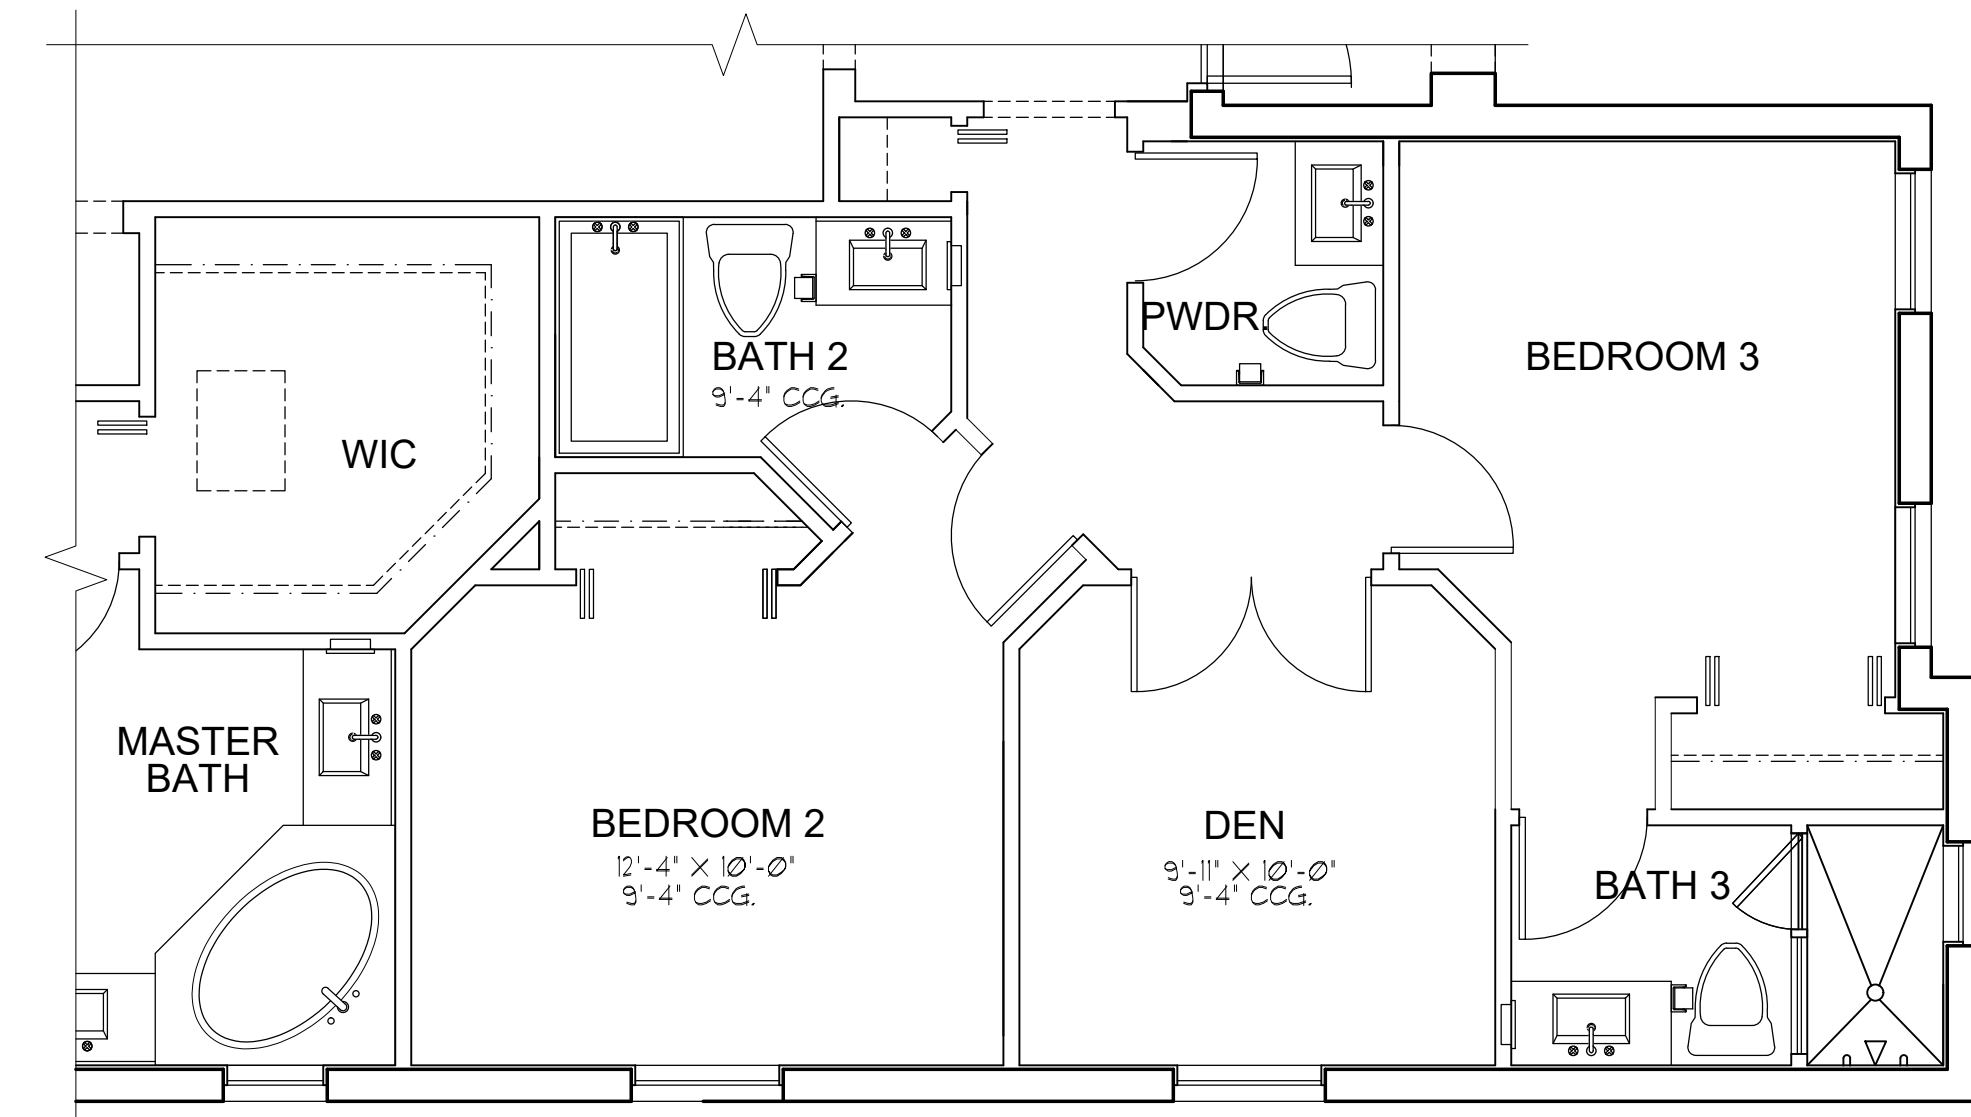 PWDR.
BATH 2
9'-4" CCG.
BEDROOM 3
WIC
MASTER
BATH
BEDROOM 2
12'-4" X 10'-0"
9'-4" CCG.
DEN
9'-11" X 10'-0"
9'-4" CCG.
BATH 3